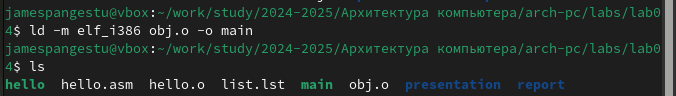 jamespangestu@vbox:~/work/study/2024-2025/Архитектура компьютера/arch-pc/labs/lab0
4$ ld -m elf_i386 obj.o -o main
jamespangestu@vbox:~/work/study/2024-2025/Архитектура компьютера/arch-pc/labs/lab0
4$ ls
hello  hello.asm  hello.o  list.lst  main  obj.o  presentation  report